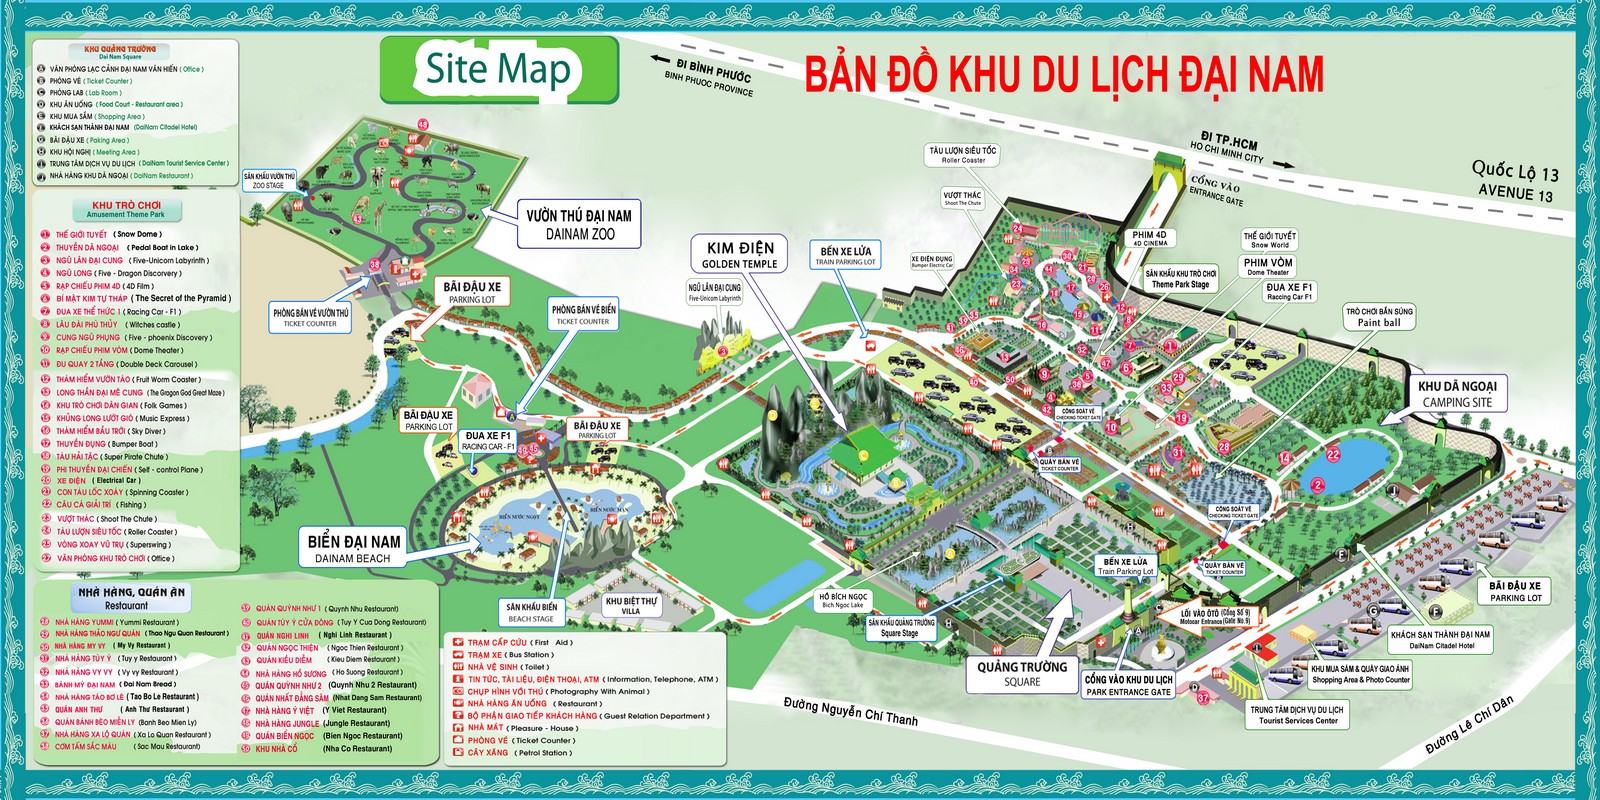 Site Map
BẢN ĐỒ KHU DU LỊCH ĐẠI NAM
ĐI BÌNH PHƯỚC
BINH PHUOC PROVINCE
ĐI TP.HCM
HO CHI MINH CITY
Quốc Lộ 13
AVENUE 13
KHU QUẢNG TRƯỜNG
Dai Nam Square
VĂN PHÒNG LẠC CẢNH ĐẠI NAM VĂN HIẾN ( Office )
PHÒNG VÉ ( Ticket Counter )
PHÒNG LAB ( Lab Room )
KHU ĂN UỐNG ( Food Court - Restaurant area )
KHU MUA SẮM ( Shopping Area )
KHÁCH SẠN THÀNH ĐẠI NAM (DaiNam Citadel Hotel)
BÃI ĐẬU XE ( Paking Area )
KHU HỘI NGHỊ ( Meeting Area )
TRUNG TÂM DỊCH VỤ DU LỊCH ( DaiNam Tourist Service Center )
NHÀ HÀNG KHU DÃ NGOẠI ( DaiNam Restaurant )
KHU TRÒ CHƠI
Amusement Theme Park
1 THẾ GIỚI TUYẾT ( Snow Dome )
2 THUYỀN DÃ NGOẠI ( Pedal Boat in Lake )
3 NGŨ LÂN ĐẠI CUNG ( Five-Unicorn Labyrinth )
4 NGŨ LONG ( Five - Dragon Discorvery )
5 RẠP CHIẾU PHIM 4D ( 4D Film )
6 BÍ MẬT KIM TỰ THÁP ( The Secret of the Pyramid )
7 ĐUA XE THỂ THỨC 1 ( Racing Car - F1 )
8 LÂU ĐÀI PHÙ THỦY ( Witches castle )
9 CUNG NGŨ PHỤNG ( Five - phoenix Discovery )
10 RẠP CHIẾU PHIM VÒM ( Dome Theater )
11 ĐU QUAY 2 TẦNG ( Double Deck Carousel )
12 THÁM HIỂM VƯỜN TÁO ( Fruit Worm Coaster )
13 LONG THẦN ĐẠI MÊ CUNG ( The Gragon God Great Maze )
14 KHU TRÒ CHƠI DÂN GIAN ( Folk Games )
15 KHỦNG LONG LƯỚT GIÓ ( Music Express )
16 THÁM HIỂM BẦU TRỜI ( Sky Diver )
17 THUYỀN ĐỤNG ( Bumper Boat )
18 TÀU HẢI TẶC ( Super Pirate Chute )
19 PHI THUYỀN ĐẠI CHIẾN ( Self - control Plane )
20 XE ĐIỆN ( Electrical Car )
21 CON TÀU LỐC XOÁY ( Spinning Coaster )
22 CÂU CÁ GIẢI TRÍ ( Fishing )
23 VƯỢT THÁC ( Shoot The Chute )
24 TÀU LƯỢN SIÊU TỐC ( Roller Coaster )
25 VÒNG XOAY VŨ TRỤ ( Superswing )
27 VĂN PHÒNG KHU TRÒ CHƠI ( Office )
NHÀ HÀNG, QUÁN ĂN
Restaurant
28 NHÀ HÀNG YUMMI ( Yummi Restaurant )
29 NHÀ HÀNG THẢO NGƯ QUÁN ( Thao Ngu Quan Restaurant )
30 NHÀ HÀNG MY VY ( My Vy Restaurant )
31 NHÀ HÀNG TÙY Ý ( Tuy y Restaurant )
32 NHÀ HÀNG VY VY ( Vy vy Restaurant )
33 BÁNH MỲ ĐẠI NAM ( Dai Nam Bread )
34 NHÀ HÀNG TÁO BƠ LÊ ( Tao Bo Le Restaurant )
35 QUÁN ANH THƯ ( Anh Thư Restaurant )
36 QUÁN BÁNH BÈO MIỀN LY (Banh Beo Mien Ly)
37 NHÀ HÀNG XA LỘ QUÁN ( Xa Lo Quan Restaurant )
38 CƠM TẤM SẮC MÀU ( Sac Mau Restaurant )
39 QUÁN QUỲNH NHƯ 1 ( Quynh Nhu Restaurant)
40 QUÁN TÙY Ý CỬA ĐÔNG (Tuy Y Cua Dong Restaurant)
41 QUÁN NGHI LINH ( Nghi Linh Restaurant )
42 QUÁN NGỌC THIỆN ( Ngoc Thien Restaurant)
43 QUÁN KIỀU DIỄM ( Kieu Diem Restaurant)
44 NHÀ HÀNG HỒ SƯƠNG ( Ho Suong Restaurant)
45 QUÁN QUỲNH NHƯ 2 (Quynh Nhu 2 Restaurant)
46 QUÁN NHẤT ĐẲNG SÂM (Nhat Dang Sam Restaurant)
47 NHÀ HÀNG Ý VIỆT (Y Viet Restaurant)
48 NHÀ HÀNG JUNGLE (Jungle Restaurant)
49 QUÁN BIỂN NGỌC (Bien Ngoc Restaurant)
50 KHU NHÀ CỔ (Nha Co Restaurant)
TRẠM CẤP CỨU ( First Aid )
TRẠM XE ( Bus Station )
NHÀ VỆ SINH ( Toilet )
TIN TỨC, TÀI LIỆU, ĐIỆN THOẠI, ATM ( Information, Telephone, ATM )
CHỤP HÌNH VỚI THÚ ( Photography With Animal )
NHÀ HÀNG ĂN UỐNG ( Restaurant )
BỘ PHẬN GIAO TIẾP KHÁCH HÀNG ( Guest Relation Department )
NHÀ MÁT ( Pleasure - House )
PHÒNG VÉ ( Ticket Counter )
CÂY XĂNG ( Petrol Station )
SÂN KHẤU VƯỜN THÚ
ZOO STAGE
VƯỜN THÚ ĐẠI NAM
DAINAM ZOO
PHÒNG BÁN VÉ VƯỜN THÚ
TICKET COUNTER
BÃI ĐẬU XE
PARKING LOT
PHÒNG BÁN VÉ BIỂN
TICKET COUNTER
BÃI ĐẬU XE
PARKING LOT
ĐUA XE F1
RACING CAR - F1
BÃI ĐẬU XE
PARKING LOT
BIỂN NƯỚC NGỌT
BIỂN NƯỚC MẶN
BIỂN ĐẠI NAM
DAINAM BEACH
SÂN KHẤU BIỂN
BEACH STAGE
KHU BIỆT THỰ
VILLA
KIM ĐIỆN
GOLDEN TEMPLE
NGŨ LÂN ĐẠI CUNG
Five-Unicorn Labyrinth
BẾN XE LỬA
TRAIN PARKING LOT
XE ĐIỆN ĐỤNG
Bumper Electric Car
VƯỢT THÁC
Shoot The Chute
TÀU LƯỢN SIÊU TỐC
Roller Coaster
CỔNG VÀO
ENTRANCE GATE
PHIM 4D
4D CINEMA
SÂN KHẤU KHU TRÒ CHƠI
Theme Park Stage
THẾ GIỚI TUYẾT
Snow World
PHIM VÒM
Dome Theater
ĐUA XE F1
Raccing Car F1
TRÒ CHƠI BẮN SÚNG
Paint ball
KHU DÃ NGOẠI
CAMPING SITE
CỔNG SOÁT VÉ
CHECKING TICKET GATE
QUẦY BÁN VÉ
TICKET COUNTER
CỔNG SOÁT VÉ
CHECKING TICKET GATE
QUẦY BÁN VÉ
TICKET COUNTER
HỒ BÍCH NGỌC
Bich Ngoc Lake
SÂN KHẤU QUẢNG TRƯỜNG
Square Stage
QUẢNG TRƯỜNG
SQUARE
BẾN XE LỬA
Train Parking Lot
LỐI VÀO ÔTÔ (Cổng Số 9)
Motocar Entrance (Gate No.9)
CỔNG VÀO KHU DU LỊCH
PARK ENTRANCE GATE
BÃI ĐẬU XE
PARKING LOT
KHÁCH SẠN THÀNH ĐẠI NAM
DaiNam Citadel Hotel
KHU MUA SẮM & QUẦY GIAO ẢNH
Shopping Area & Photo Counter
TRUNG TÂM DỊCH VỤ DU LỊCH
Tourist Services Center
Đường Nguyễn Chí Thanh
Đường Lê Chí Dân